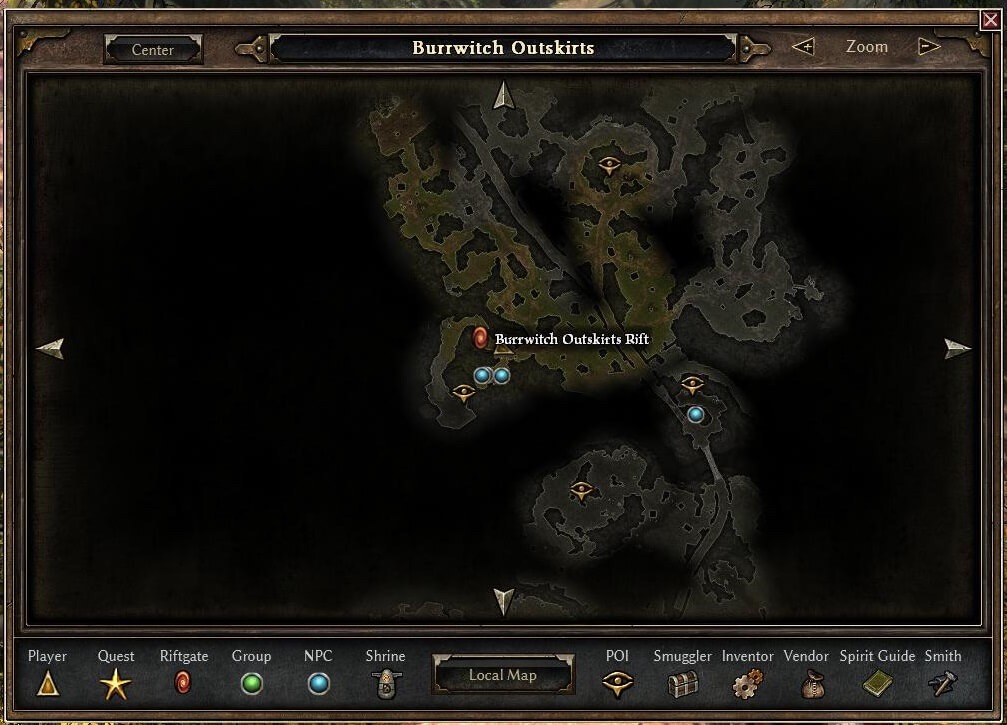 Center
Burrwitch Outskirts
Zoom
Burrwitch Outskirts Rift
Player Quest Riftgate Group NPC Shrine Local Map POI Smuggler Inventor Vendor Spirit Guide Smith